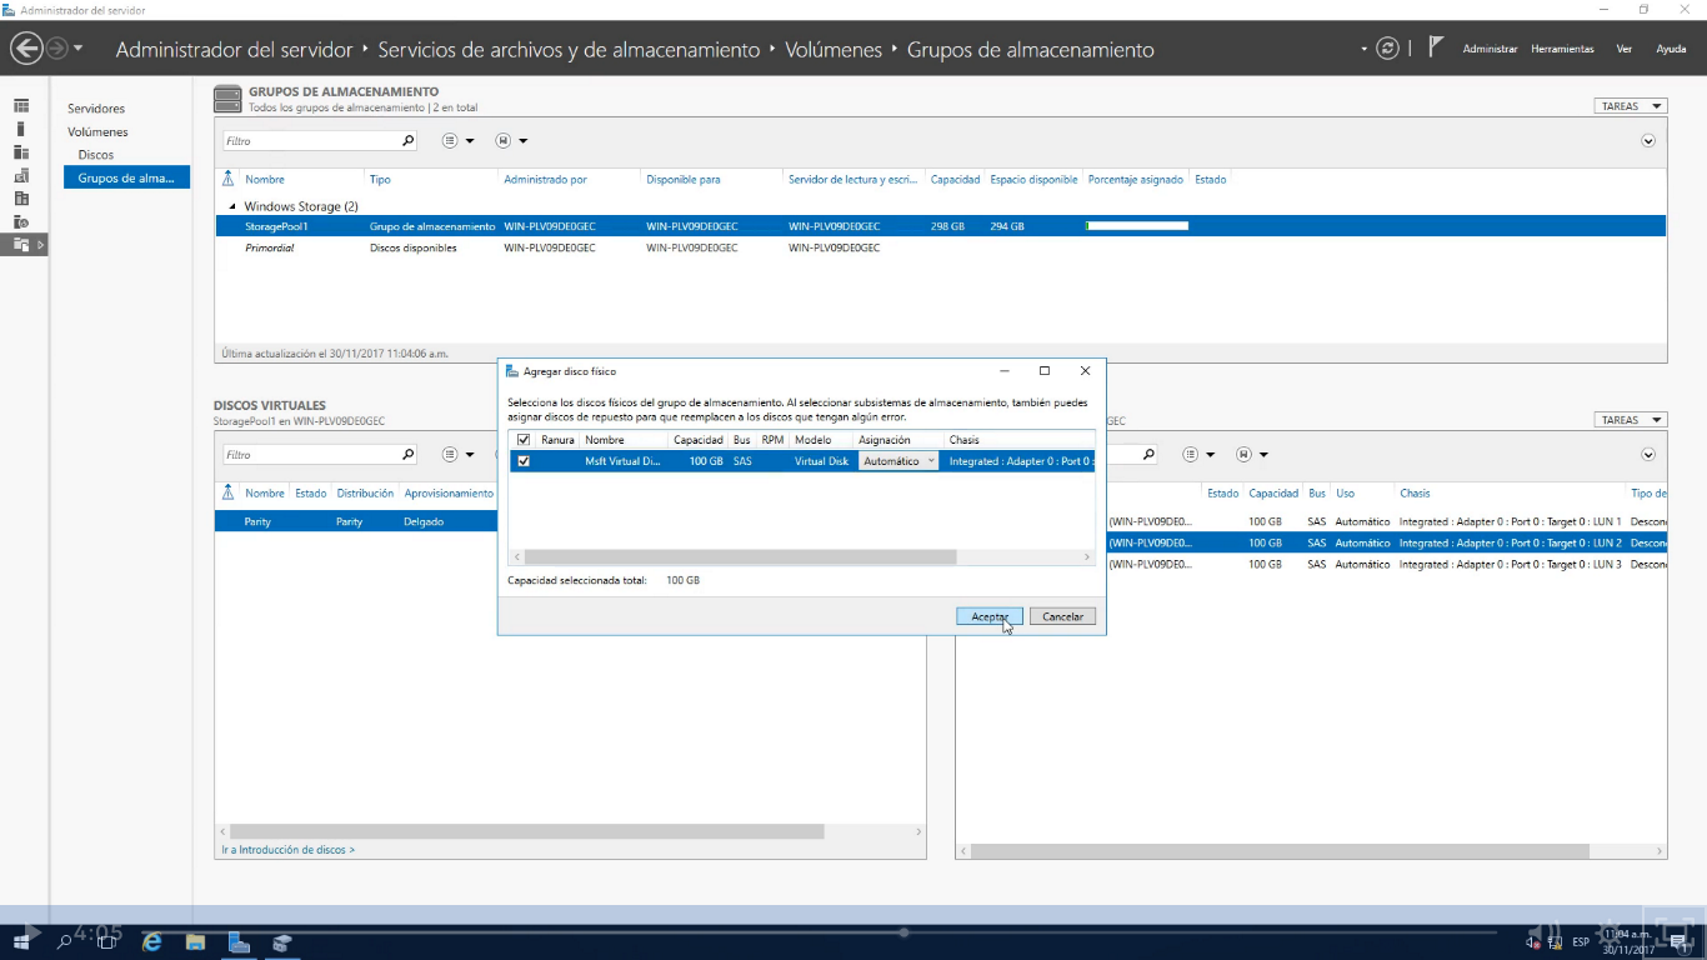 Administrador del servidor
Administrador del servidor · Servicios de archivos y de almacenamiento · Volúmenes · Grupos de almacenamiento
Administrar Herramientas Ver Ayuda
Servidores
Volúmenes
Discos
Grupos de alma...
GRUPOS DE ALMACENAMIENTO
Todos los grupos de almacenamiento | 2 en total
TAREAS
Filtro
Nombre Tipo Administrado por Disponible para Servidor de lectura y escri... Capacidad Espacio disponible Porcentaje asignado Estado
Windows Storage (2)
StoragePool1 Grupo de almacenamiento WIN-PLV09DE0GEC WIN-PLV09DE0GEC WIN-PLV09DE0GEC 298 GB 294 GB
Primordial Discos disponibles WIN-PLV09DE0GEC WIN-PLV09DE0GEC WIN-PLV09DE0GEC
Última actualización el 30/11/2017 11:04:06 a.m.
DISCOS VIRTUALES
StoragePool1 en WIN-PLV09DE0GEC
Filtro
Nombre Estado Distribución Aprovisionamiento
Parity Parity Delgado
Ir a Introducción de discos >
Agregar disco físico
Selecciona los discos físicos del grupo de almacenamiento. Al seleccionar subsistemas de almacenamiento, también puedes
asignar discos de repuesto para que reemplacen a los discos que tengan algún error.
Ranura Nombre Capacidad Bus RPM Modelo Asignación Chasis
Msft Virtual Di... 100 GB SAS Virtual Disk Automático Integrated : Adapter 0 : Port 0 :
Capacidad seleccionada total: 100 GB
Aceptar Cancelar
GEC
TAREAS
Estado Capacidad Bus Uso Chasis Tipo de
(WIN-PLV09DE0... 100 GB SAS Automático Integrated : Adapter 0 : Port 0 : Target 0 : LUN 1 Descon
(WIN-PLV09DE0... 100 GB SAS Automático Integrated : Adapter 0 : Port 0 : Target 0 : LUN 2 Descon
(WIN-PLV09DE0... 100 GB SAS Automático Integrated : Adapter 0 : Port 0 : Target 0 : LUN 3 Descon
4:05
ESP
11:04 a.m.
30/11/2017
1